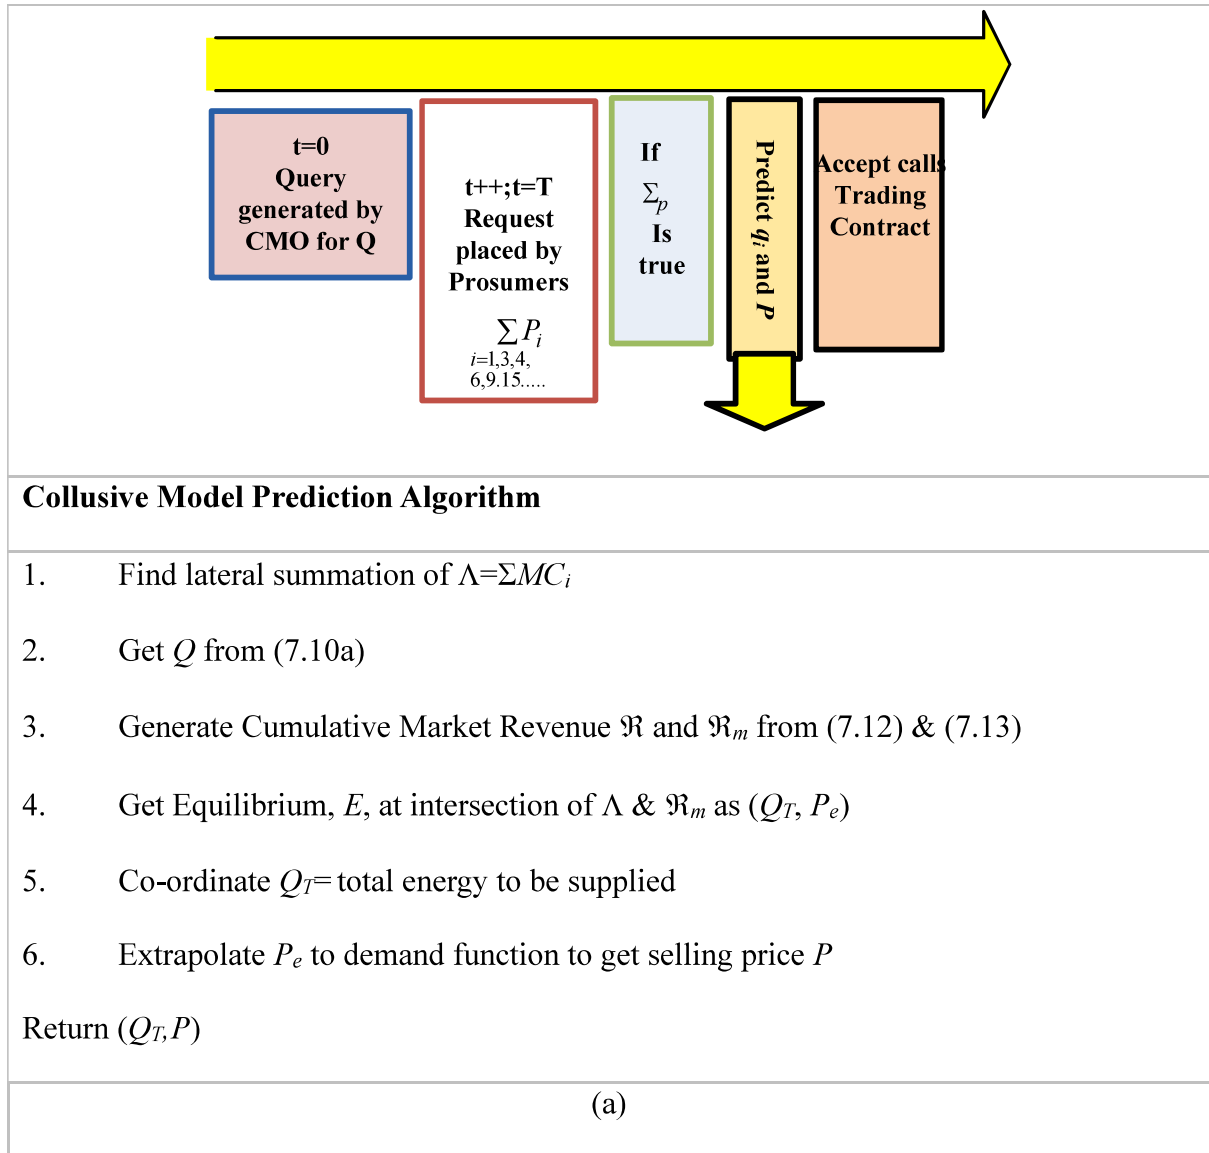 t=0
Query
generated by
CMO for Q
t++;t=T
Request
placed by
Prosumers
∑ P_i
i=1,3,4,
6,9.15.....
If
Σ_p
Is
true
Predict q_i and P
Accept calls
Trading
Contract
Collusive Model Prediction Algorithm
1. Find lateral summation of Λ=ΣMC_i
2. Get Q from (7.10a)
3. Generate Cumulative Market Revenue ℜ and ℜ_m from (7.12) & (7.13)
4. Get Equilibrium, E, at intersection of Λ & ℜ_m as (Q_T, P_e)
5. Co-ordinate Q_T= total energy to be supplied
6. Extrapolate P_e to demand function to get selling price P
Return (Q_T,P)
(a)